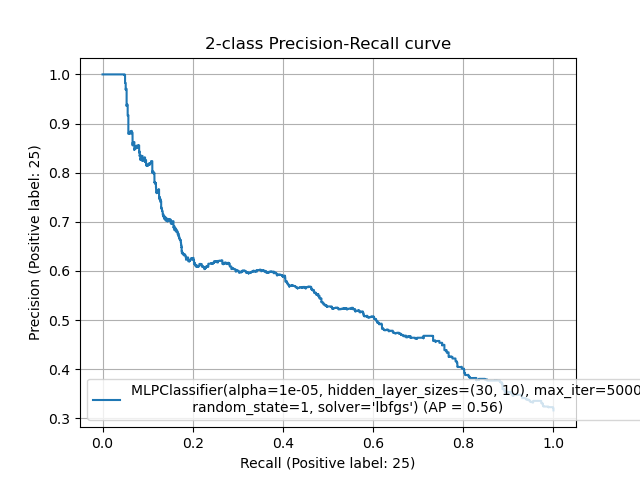 2-class Precision-Recall curve
1.0
0.9
0.8
0.7
0.6
0.5
0.4
0.3
Precision (Positive label: 25)
MLPClassifier(alpha=1e-05, hidden_layer_sizes=(30, 10), max_iter=5000
random_state=1, solver='lbfgs') (AP = 0.56)
0.0 0.2 0.4 0.6 0.8 1.0
Recall (Positive label: 25)